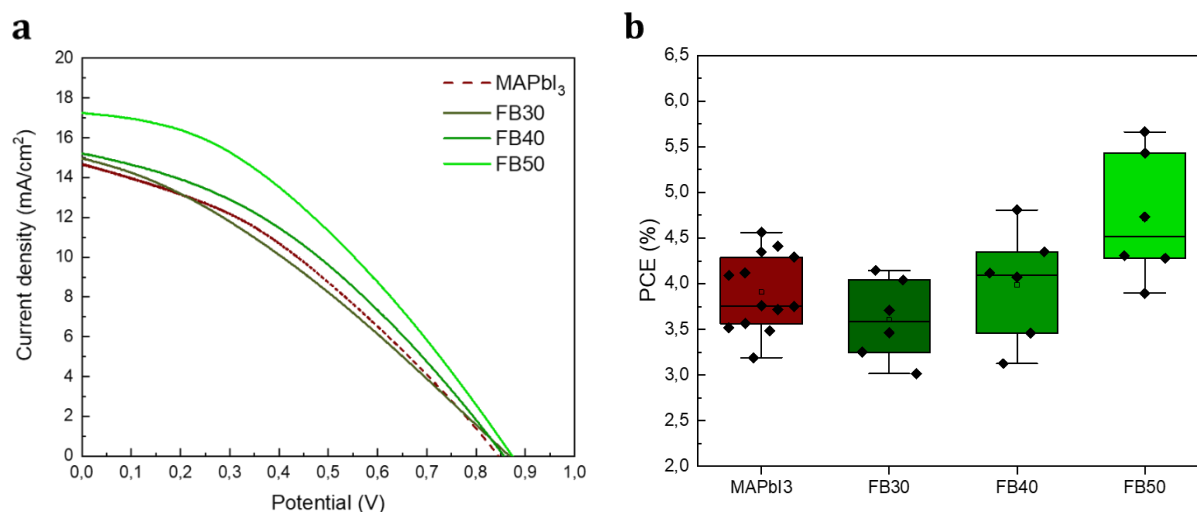 a
20
18
16
14
12
10
8
6
4
2
0
Current density (mA/cm²)
MAPbI₃
FB30
FB40
FB50
0,0 0,1 0,2 0,3 0,4 0,5 0,6 0,7 0,8 0,9 1,0
Potential (V)
b
6,5
6,0
5,5
5,0
4,5
4,0
3,5
3,0
2,5
2,0
PCE (%)
MAPbI3 FB30 FB40 FB50